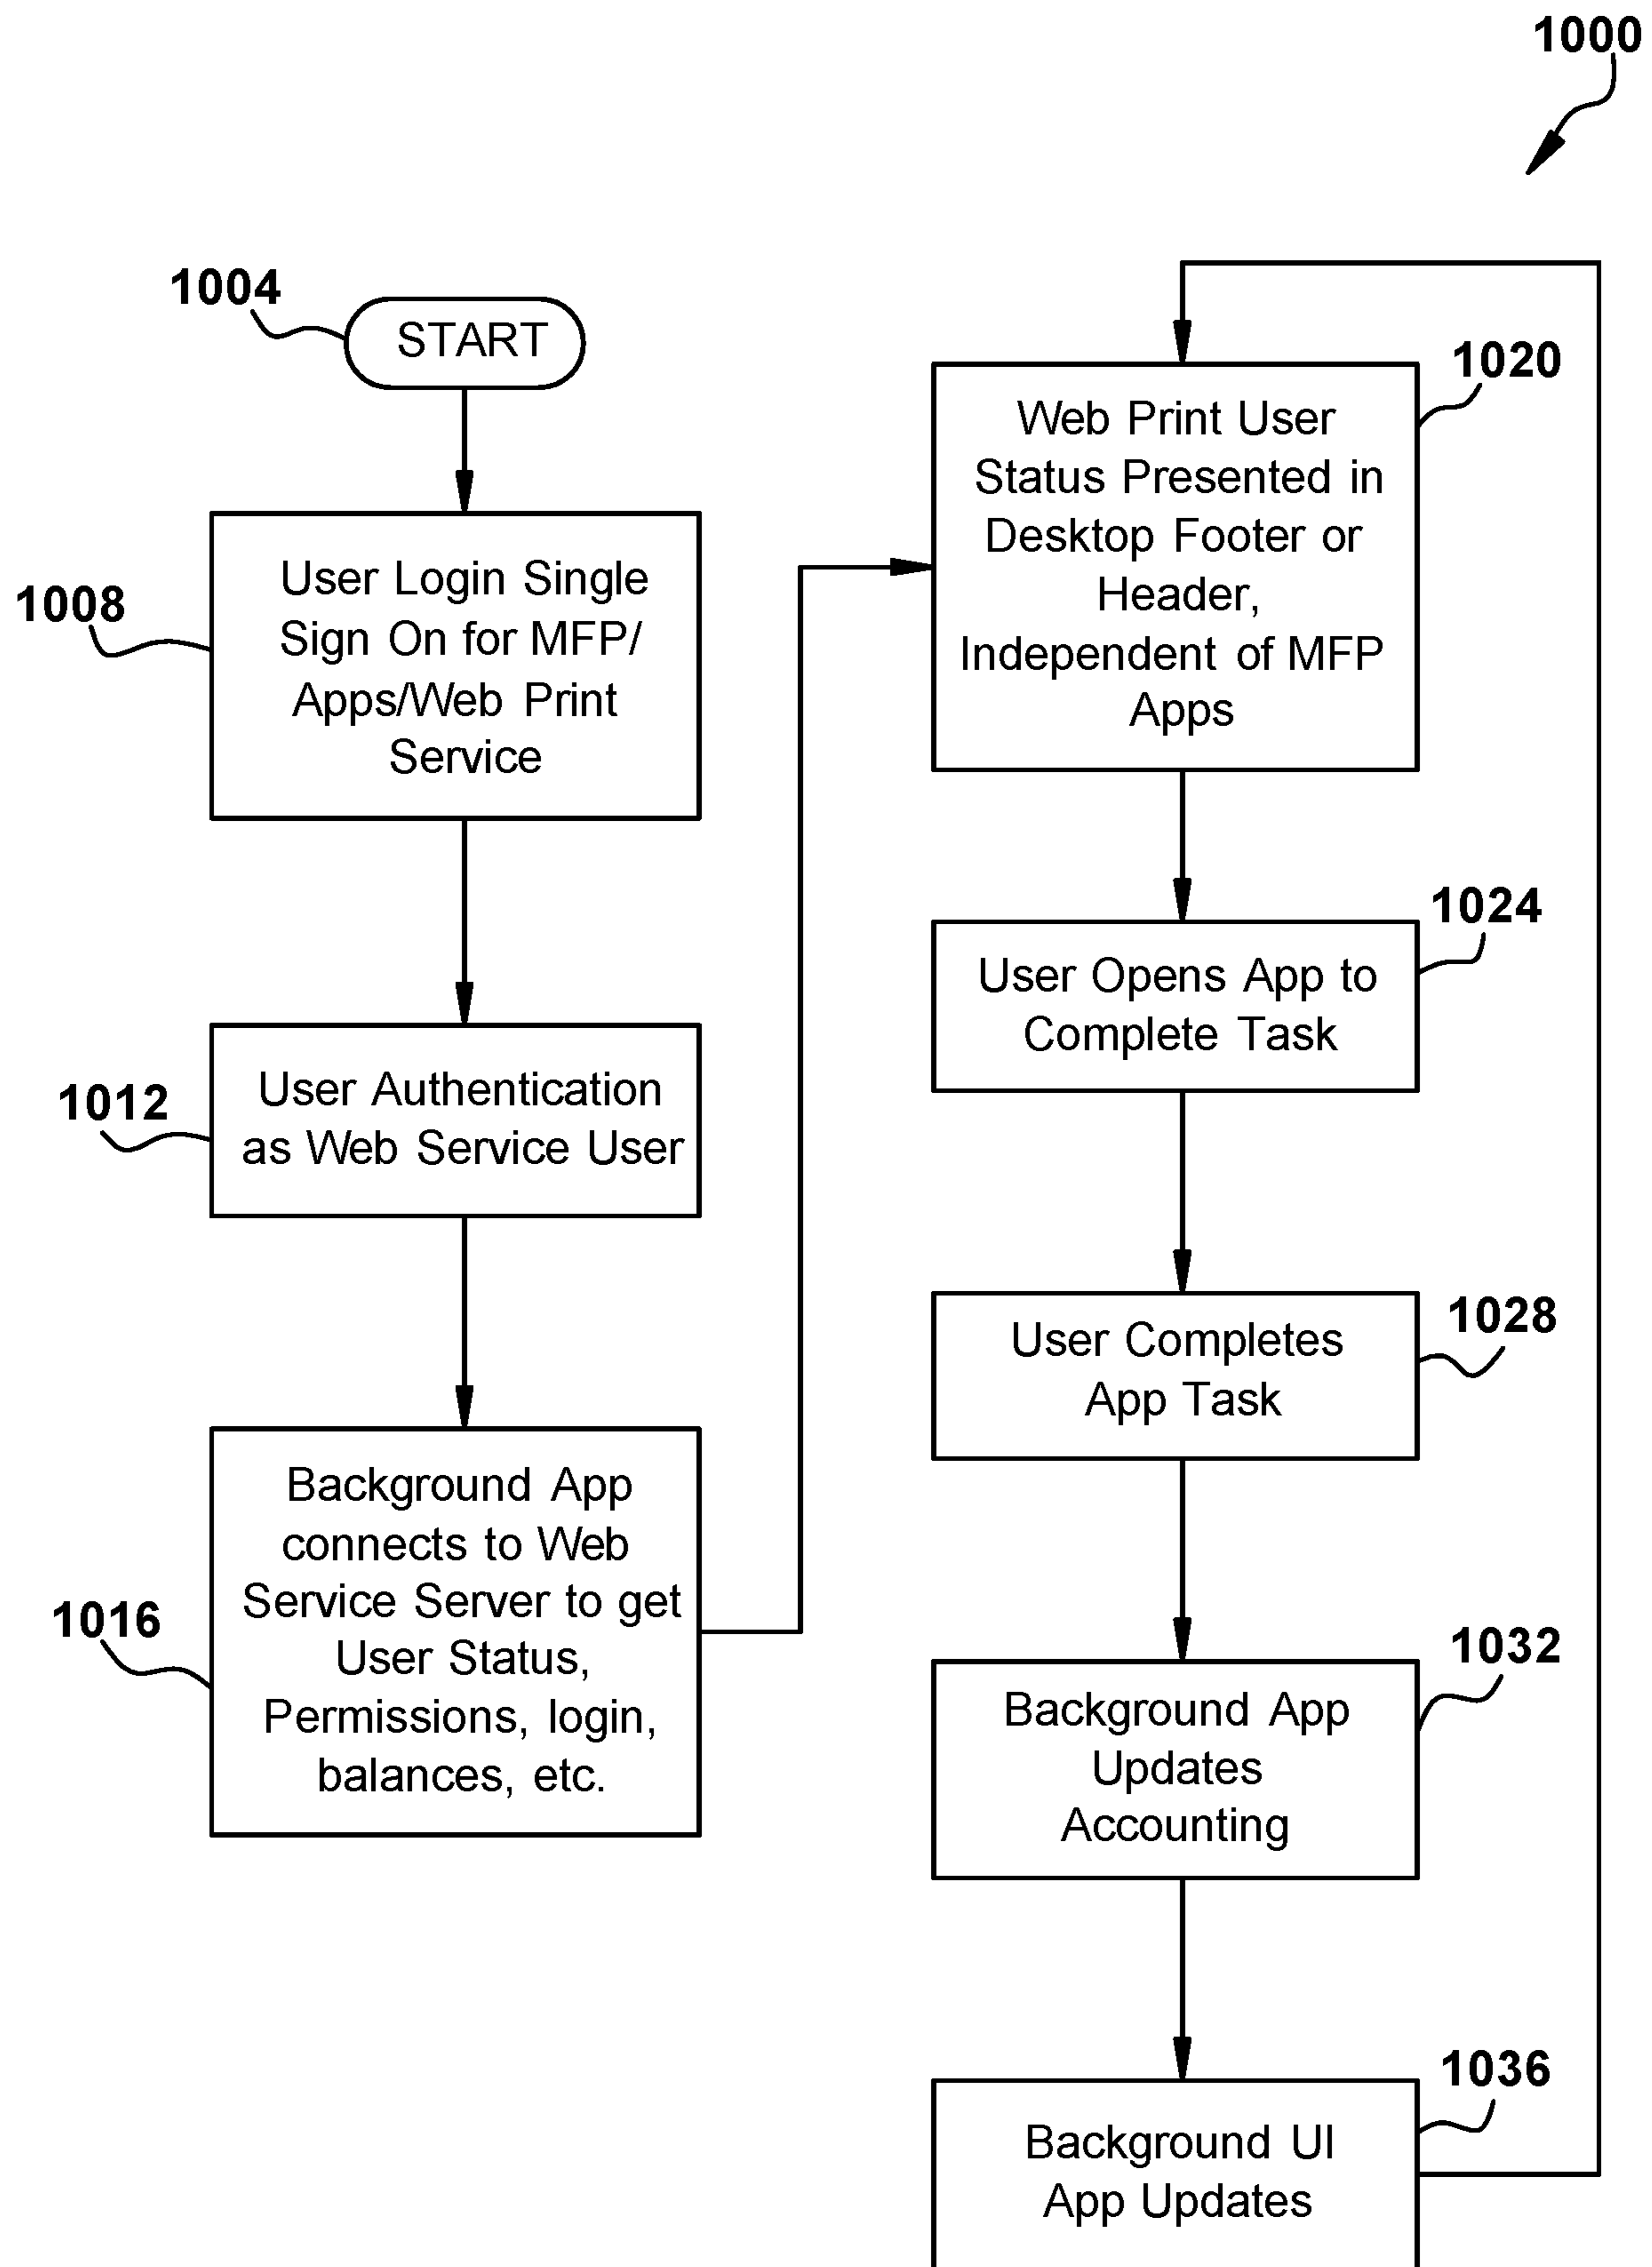 1000
1004
START
1008
User Login Single
Sign On for MFP/
Apps/Web Print
Service
1012
User Authentication
as Web Service User
1016
Background App
connects to Web
Service Server to get
User Status,
Permissions, login,
balances, etc.
1020
Web Print User
Status Presented in
Desktop Footer or
Header,
Independent of MFP
Apps
1024
User Opens App to
Complete Task
1028
User Completes
App Task
1032
Background App
Updates
Accounting
1036
Background UI
App Updates